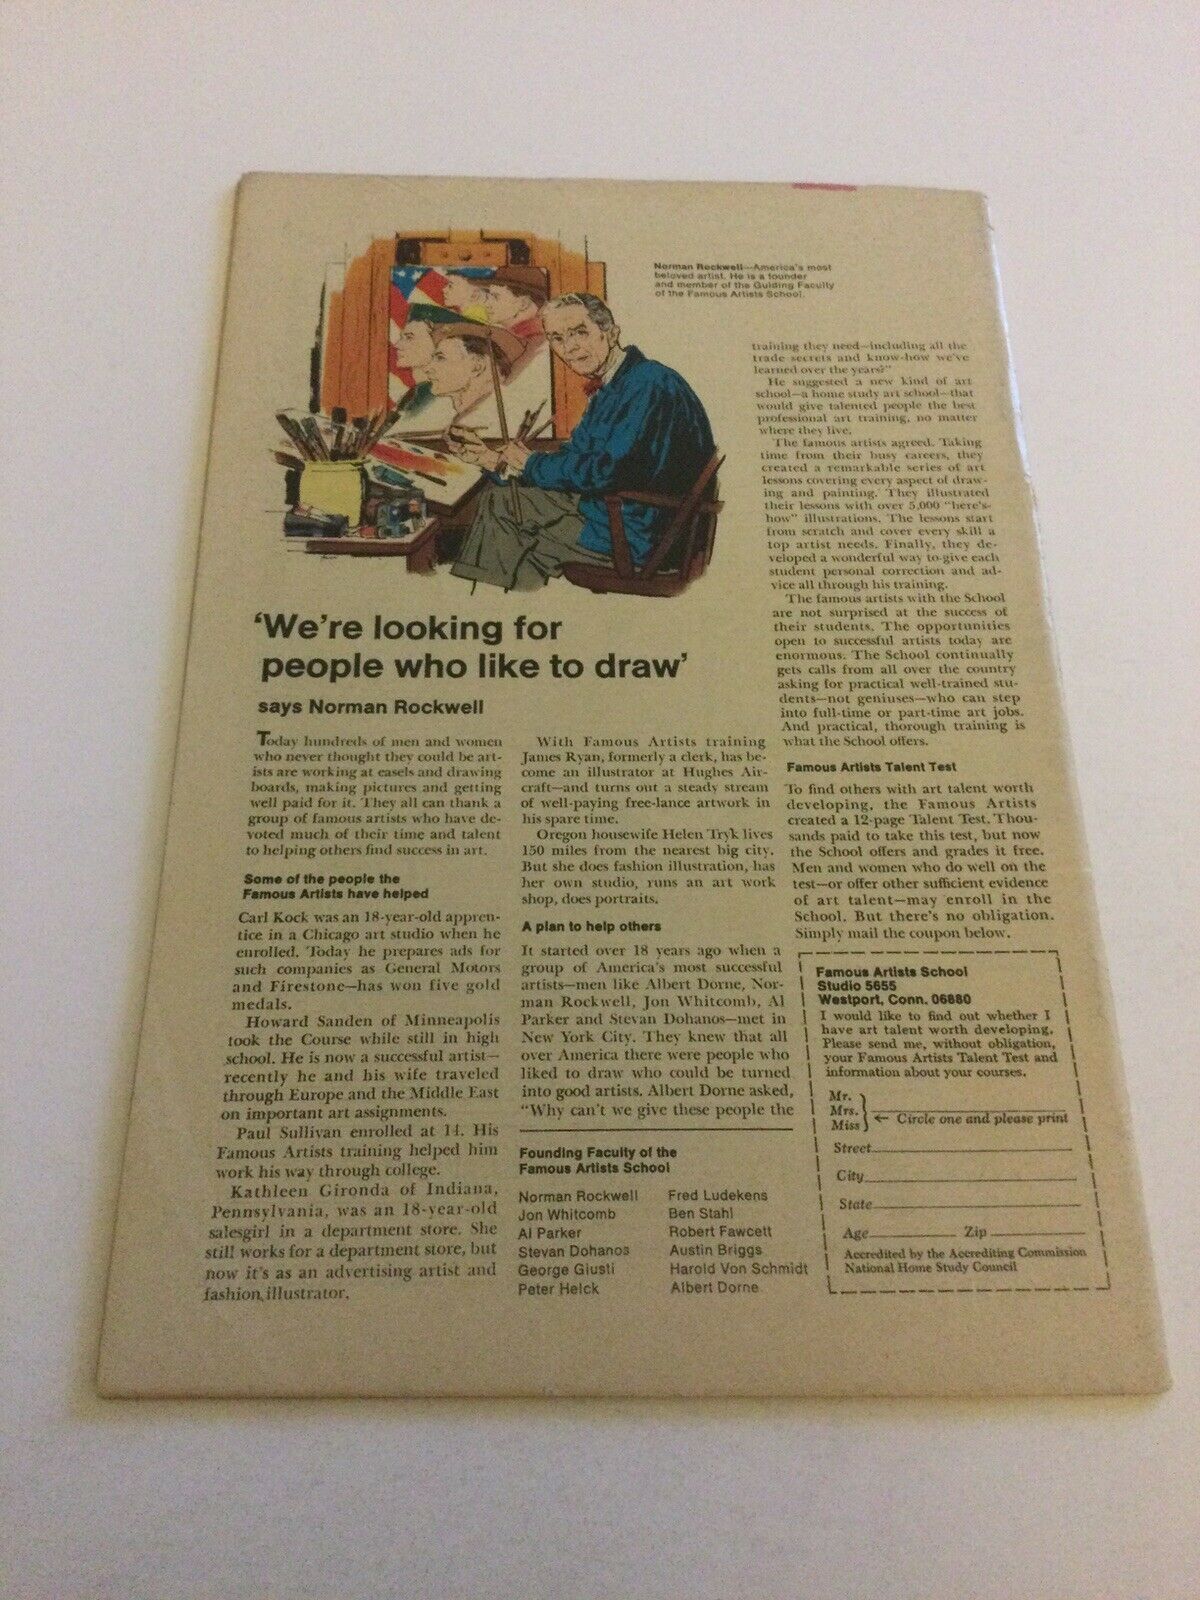 Norman Rockwell—America's most
beloved artist. He is a founder
and member of the Guiding Faculty
of the Famous Artists School.
'We're looking for
people who like to draw'
says Norman Rockwell
Today hundreds of men and women
who never thought they could be art-
ists are working at easels and drawing
boards, making pictures and getting
well paid for it. They all can thank a
group of famous artists who have de-
voted much of their time and talent
to helping others find success in art.
Some of the people the
Famous Artists have helped
Carl Kock was an 18-year-old appren-
tice in a Chicago art studio when he
enrolled. Today he prepares ads for
such companies as General Motors
and Firestone—has won five gold
medals.
Howard Sanden of Minneapolis
took the Course while still in high
school. He is now a successful artist—
recently he and his wife traveled
through Europe and the Middle East
on important art assignments.
Paul Sullivan enrolled at 14. His
Famous Artists training helped him
work his way through college.
Kathleen Gironda of Indiana,
Pennsylvania, was an 18-year-old
salesgirl in a department store. She
still works for a department store, but
now it's as an advertising artist and
fashion illustrator.
With Famous Artists training
James Ryan, formerly a clerk, has be-
come an illustrator at Hughes Air-
craft—and turns out a steady stream
of well-paying free-lance artwork in
his spare time.
Oregon housewife Helen Tryk lives
150 miles from the nearest big city.
But she does fashion illustration, has
her own studio, runs an art work
shop, does portraits.
A plan to help others
It started over 18 years ago when a
group of America's most successful
artists—men like Albert Dorne, Nor-
man Rockwell, Jon Whitcomb, Al
Parker and Stevan Dohanos—met in
New York City. They knew that all
over America there were people who
liked to draw who could be turned
into good artists. Albert Dorne asked,
"Why can't we give these people the
Founding Faculty of the
Famous Artists School
Norman Rockwell
Jon Whitcomb
Al Parker
Stevan Dohanos
George Giusti
Peter Helck
Fred Ludekens
Ben Stahl
Robert Fawcett
Austin Briggs
Harold Von Schmidt
Albert Dorne
training they need—including all the
trade secrets and know-how we've
learned over the years?"
He suggested a new kind of art
school—a home study art school—that
would give talented people the best
professional art training, no matter
where they live.
The famous artists agreed. Taking
time from their busy careers, they
created a remarkable series of art
lessons covering every aspect of draw-
ing and painting. They illustrated
their lessons with over 5,000 "here's-
how" illustrations. The lessons start
from scratch and cover every skill a
top artist needs. Finally, they de-
veloped a wonderful way to give each
student personal correction and ad-
vice all through his training.
The famous artists with the School
are not surprised at the success of
their students. The opportunities
open to successful artists today are
enormous. The School continually
gets calls from all over the country
asking for practical well-trained stu-
dents—not geniuses—who can step
into full-time or part-time art jobs.
And practical, thorough training is
what the School offers.
Famous Artists Talent Test
To find others with art talent worth
developing, the Famous Artists
created a 12-page Talent Test. Thou-
sands paid to take this test, but now
the School offers and grades it free.
Men and women who do well on the
test—or offer other sufficient evidence
of art talent—may enroll in the
School. But there's no obligation.
Simply mail the coupon below.
Famous Artists School
Studio 5655
Westport, Conn. 06880
I would like to find out whether I
have art talent worth developing.
Please send me, without obligation,
your Famous Artists Talent Test and
information about your courses.
Mr.
Mrs.
Miss
Circle one and please print
Street
City
State
Age Zip
Accredited by the Accrediting Commission
National Home Study Council